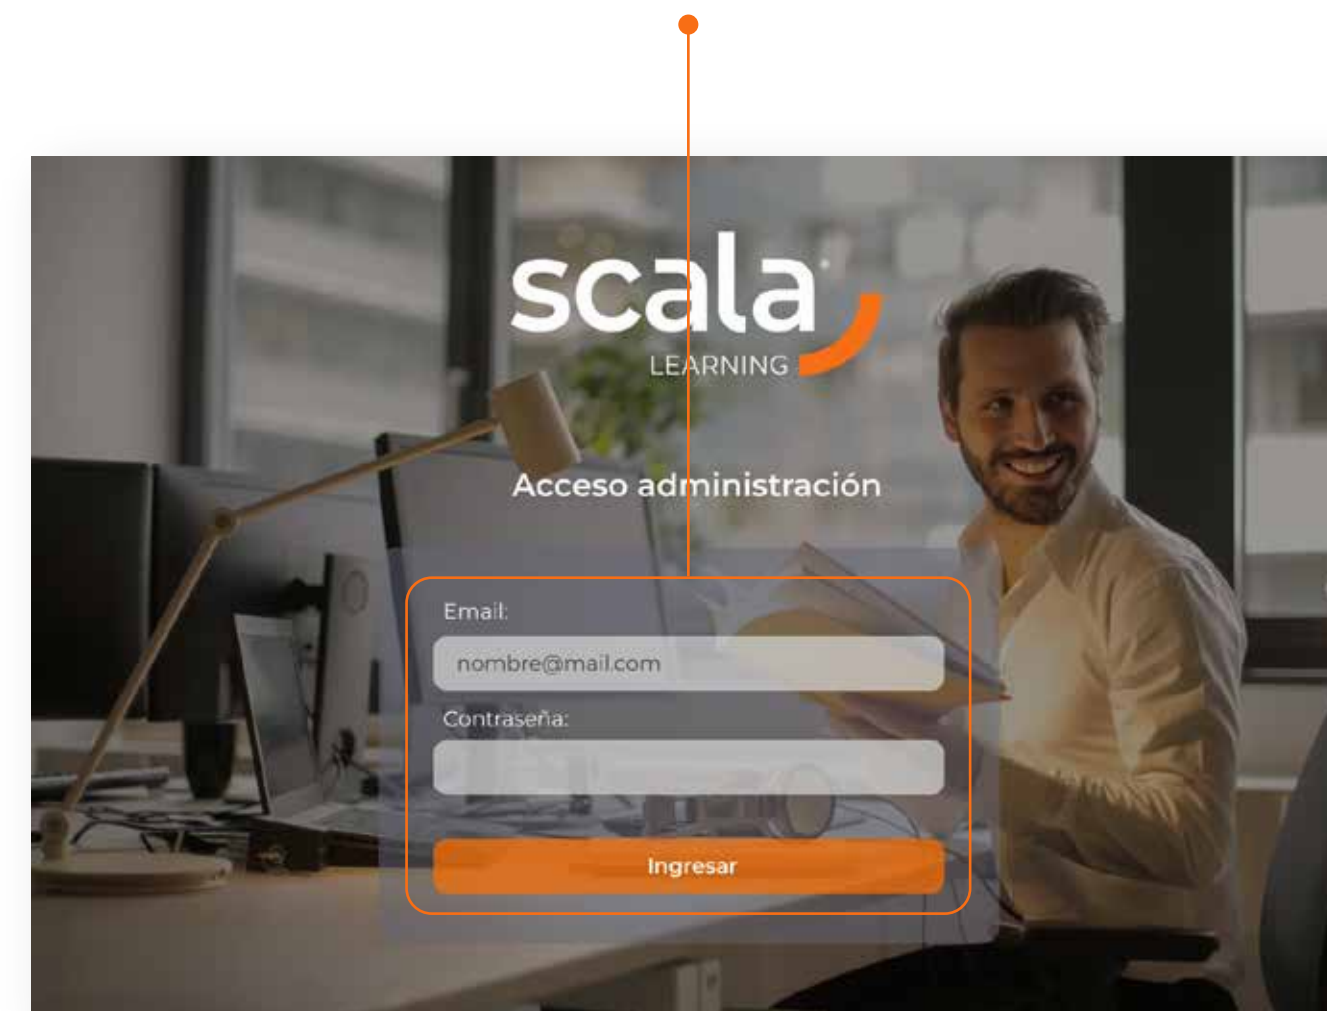 scala
LEARNING
Acceso administración
Email:
nombre@mail.com
Contraseña:
Ingresar